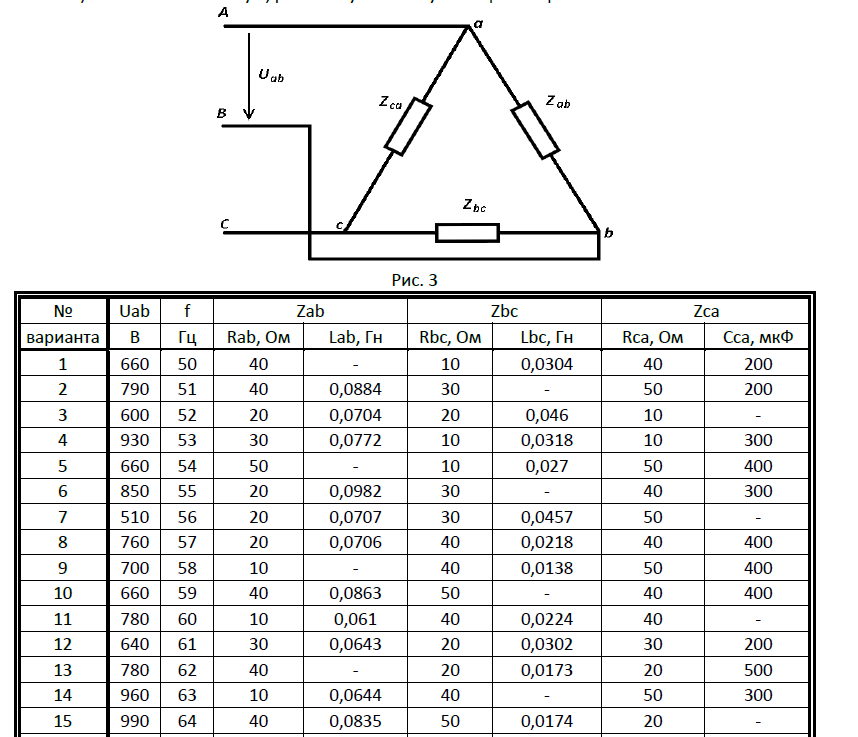 A
a
U ab
Z ca
Z ab
B
Z bc
C
c
b
Рис. 3
№ Uab f Zab Zbc Zca
варианта В Гц Rab, Ом Lab, Гн Rbc, Ом Lbc, Гн Rca, Ом Cca, мкФ
1 660 50 40 - 10 0,0304 40 200
2 790 51 40 0,0884 30 - 50 200
3 600 52 20 0,0704 20 0,046 10 -
4 930 53 30 0,0772 10 0,0318 10 300
5 660 54 50 - 10 0,027 50 400
6 850 55 20 0,0982 30 - 40 300
7 510 56 20 0,0707 30 0,0457 50 -
8 760 57 20 0,0706 40 0,0218 40 400
9 700 58 10 - 40 0,0138 50 400
10 660 59 40 0,0863 50 - 40 400
11 780 60 10 0,061 40 0,0224 40 -
12 640 61 30 0,0643 20 0,0302 30 200
13 780 62 40 - 20 0,0173 20 500
14 960 63 10 0,0644 40 - 50 300
15 990 64 40 0,0835 50 0,0174 20 -